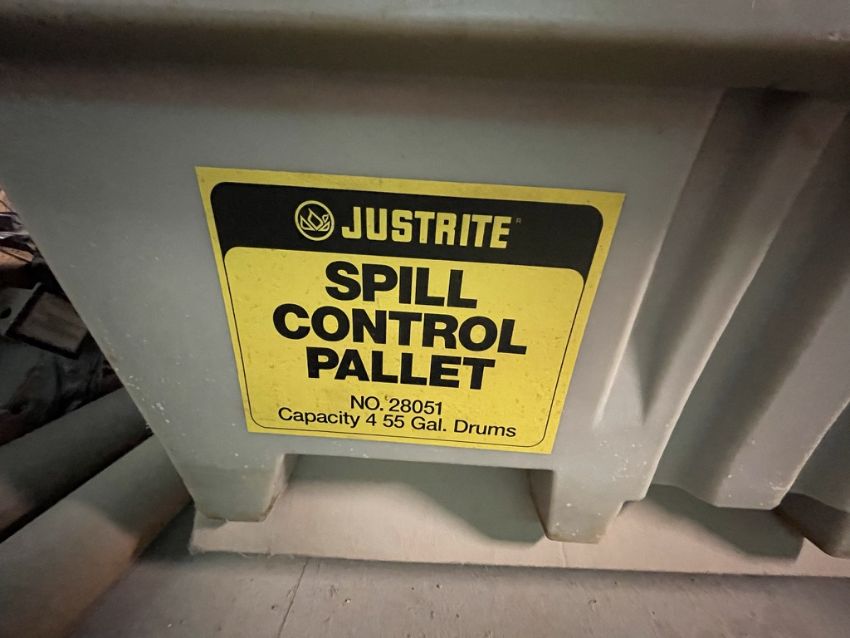 JUSTRITE®
SPILL
CONTROL
PALLET
NO. 28051
Capacity 4 55 Gal. Drums